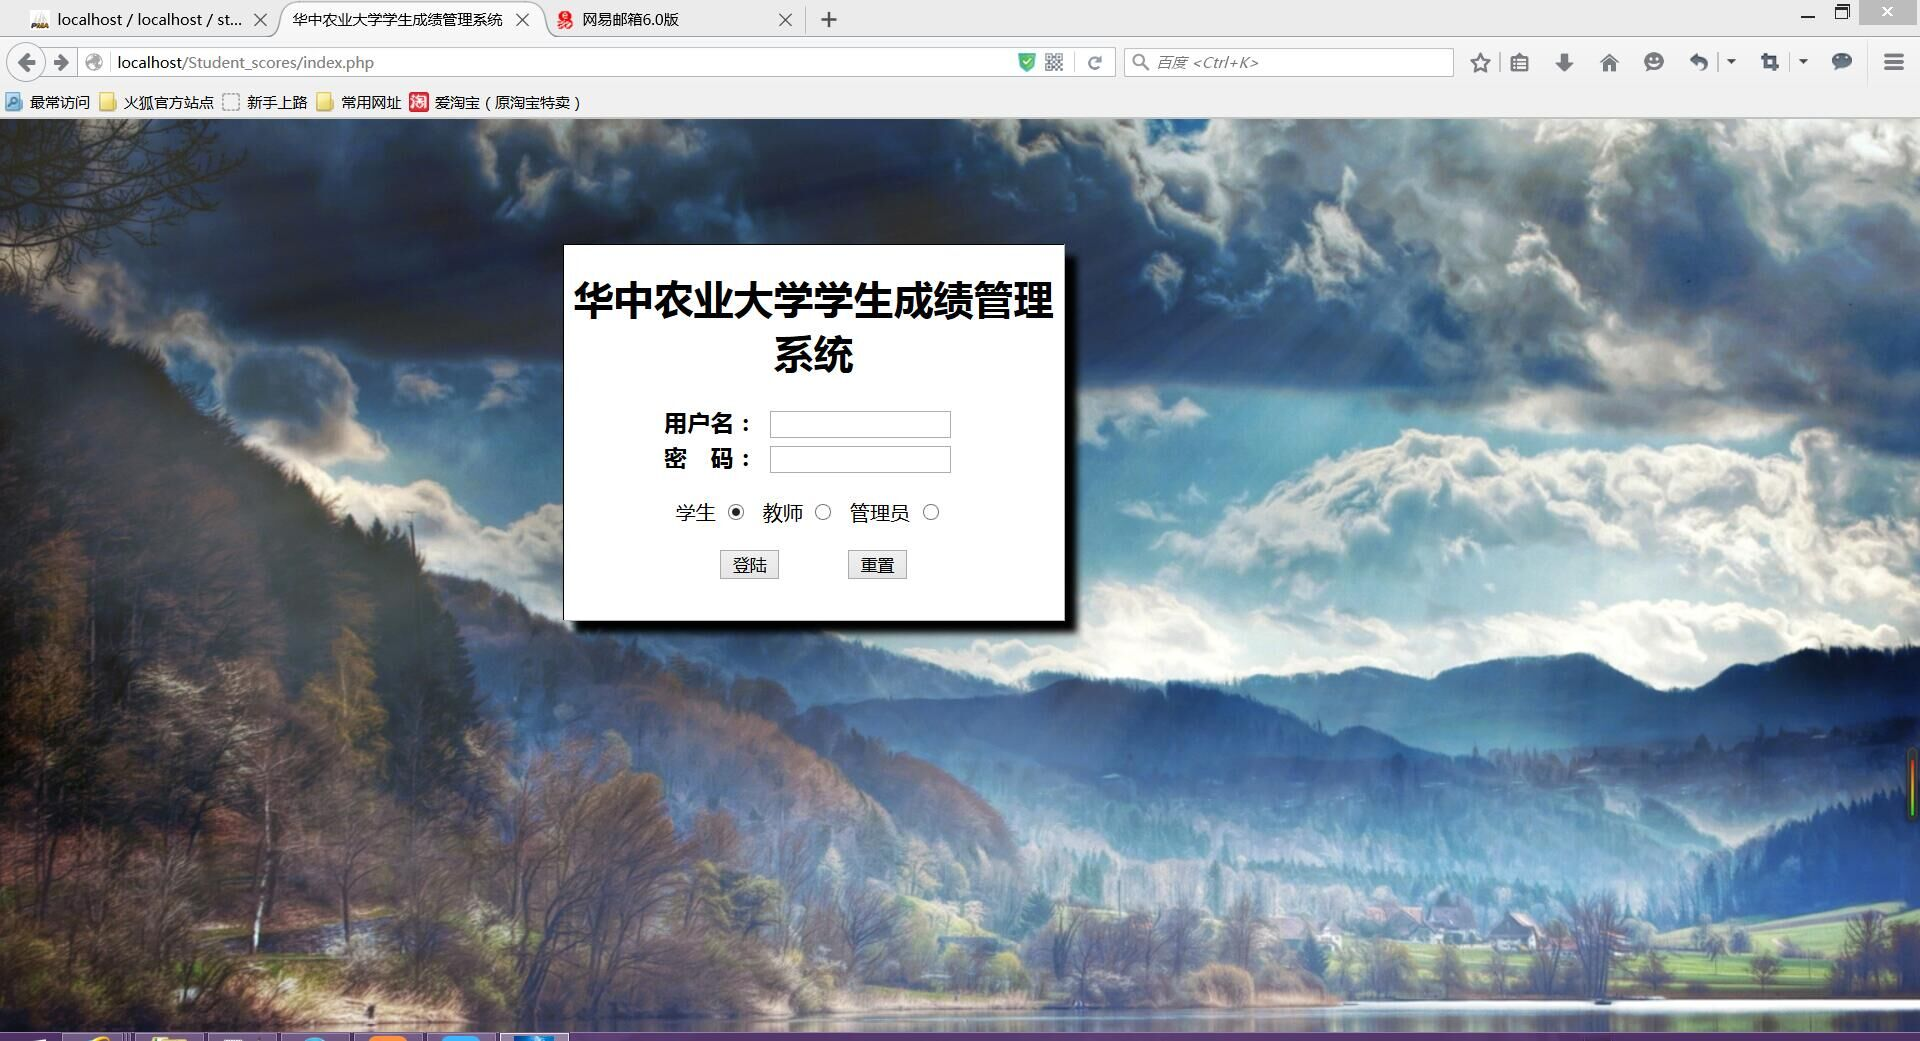 localhost / localhost / st...
华中农业大学学生成绩管理系统
网易邮箱6.0版
localhost/Student_scores/index.php
百度 <Ctrl+K>
最常访问 火狐官方站点 新手上路 常用网址 淘 爱淘宝（原淘宝特卖）
华中农业大学学生成绩管理
系统
用户名：
密 码：
学生 教师 管理员
登陆 重置